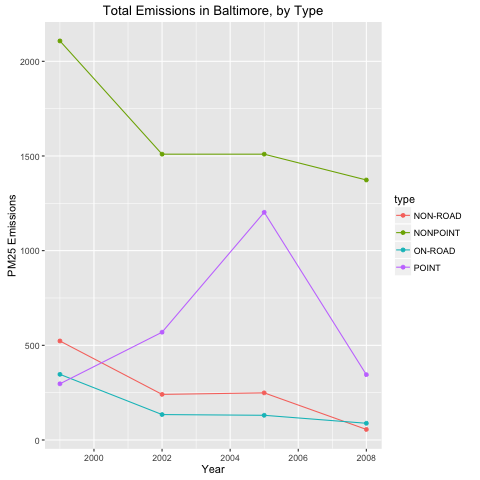 Total Emissions in Baltimore, by Type
PM25 Emissions
2000
1500
1000
500
0
2000 2002 2004 2006 2008
Year
type
NON-ROAD
NONPOINT
ON-ROAD
POINT